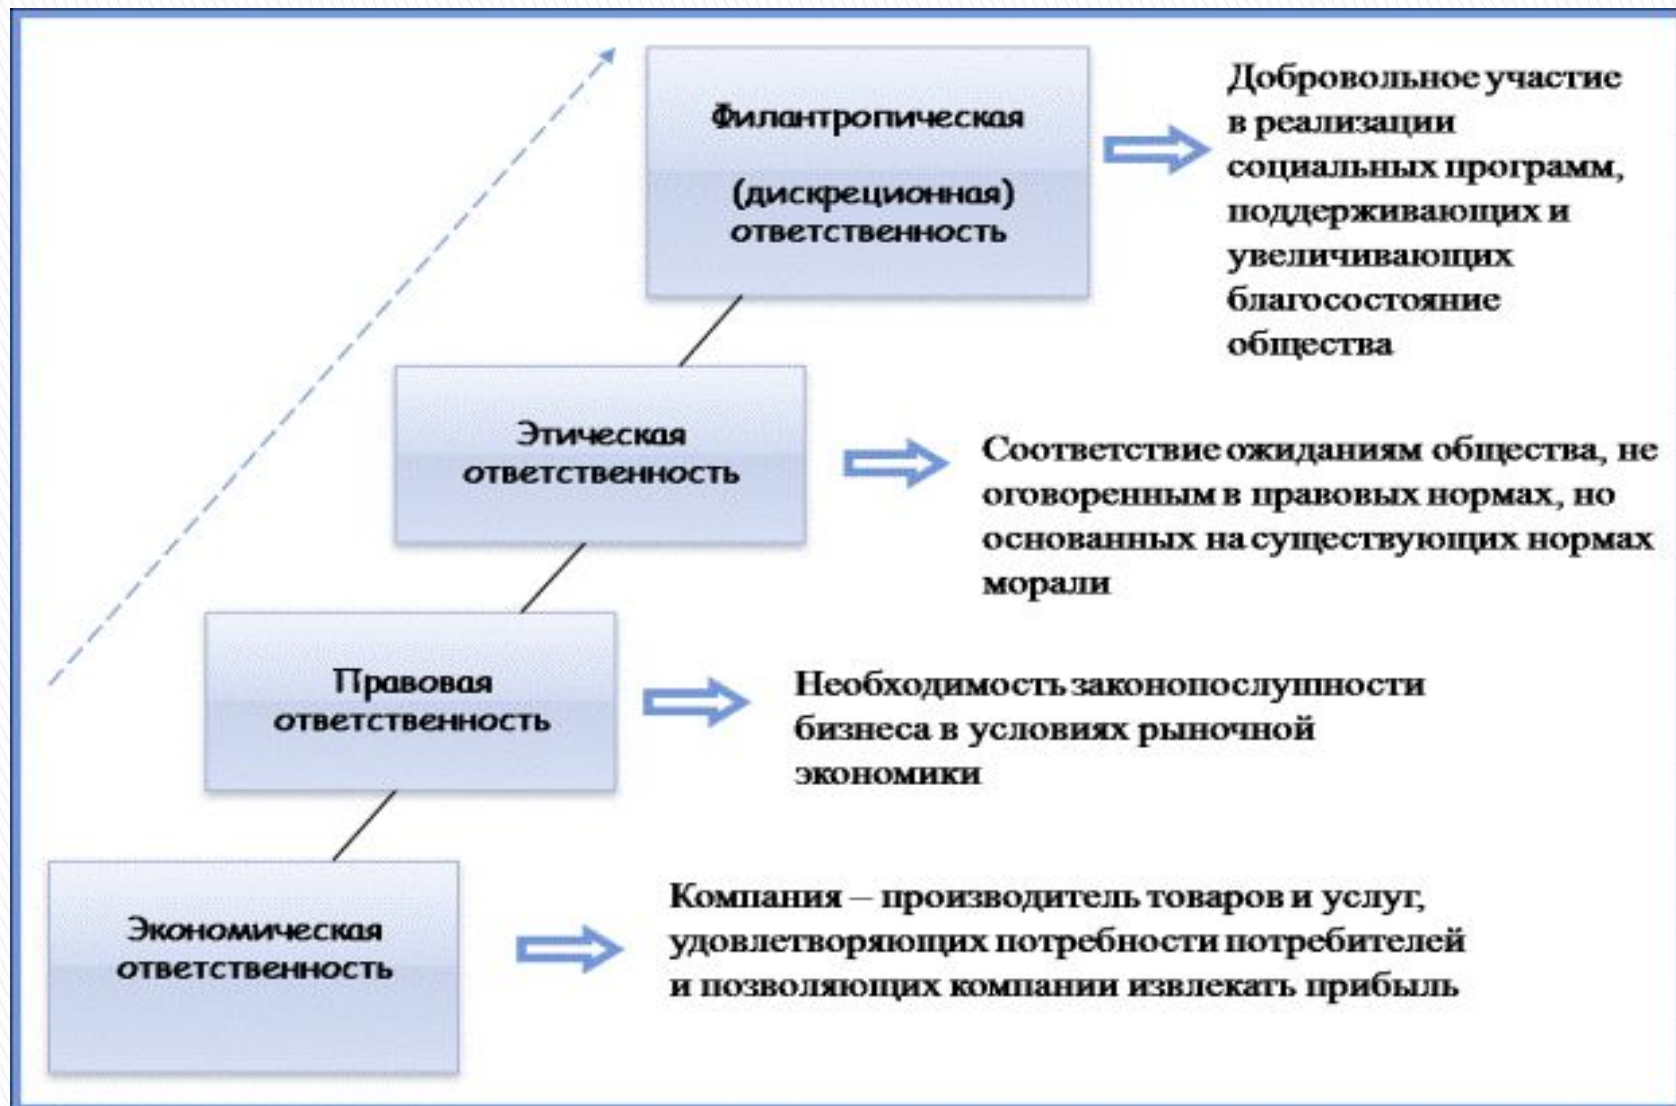 Филантропическая
(дискреционная)
ответственность
Добровольное участие
в реализации
социальных программ,
поддерживающих и
увеличивающих
благосостояние
общества
Этическая
ответственность
Соответствие ожиданиям общества, не
оговоренным в правовых нормах, но
основанных на существующих нормах
морали
Правовая
ответственность
Необходимость законопослушности
бизнеса в условиях рыночной
экономики
Экономическая
ответственность
Компания – производитель товаров и услуг,
удовлетворяющих потребности потребителей
и позволяющих компании извлекать прибыль